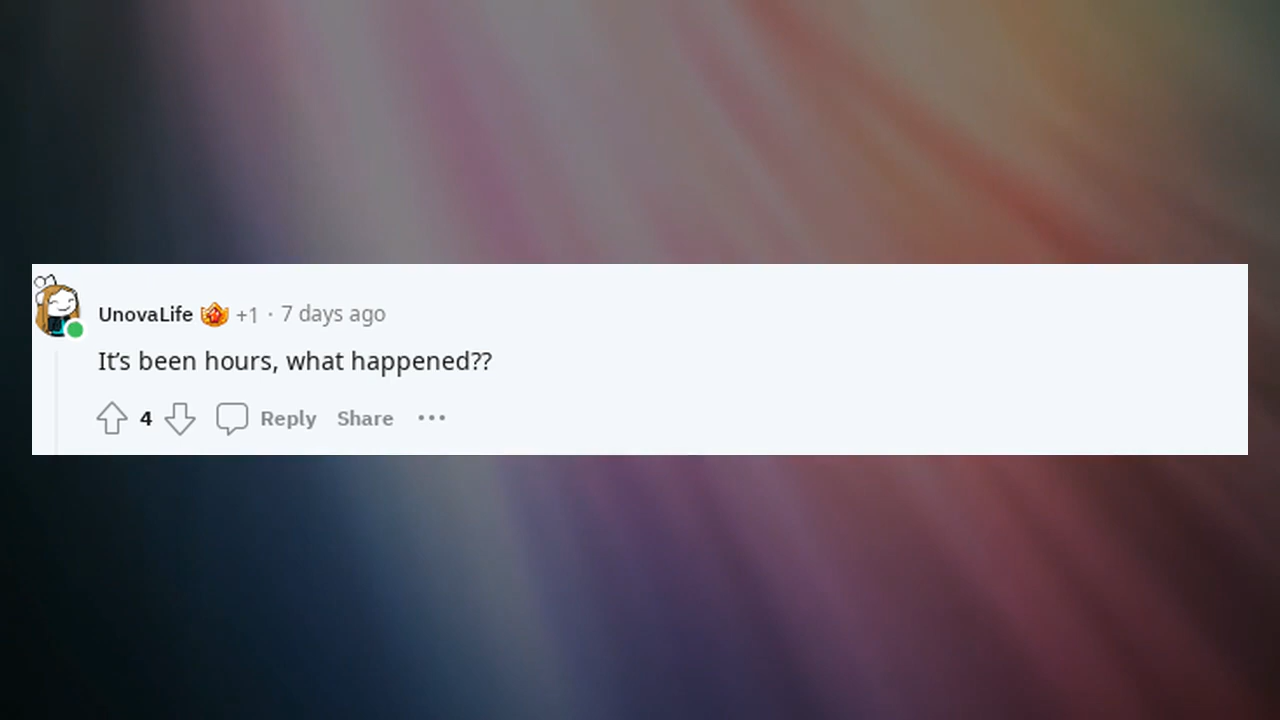 UnovaLife +1 · 7 days ago
It’s been hours, what happened??
4 Reply Share ···